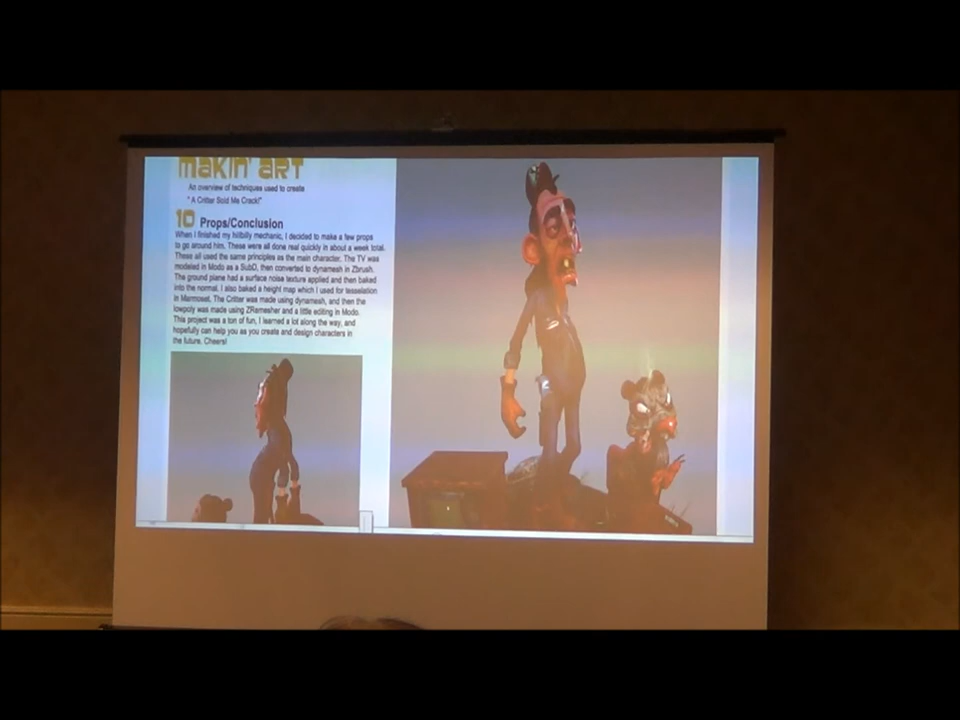 makin' art
An overview of techniques used to create
" A Critter Sold Me Crack!"
10 Props/Conclusion
When I finished my hillbilly mechanic, I decided to make a few props
to go around him. These were all done real quickly in about a week total.
These all used the same principles as the main character. The TV was
modeled in Modo as a SubD, then converted to dynamesh in Zbrush.
The ground plane had a surface noise texture applied and then baked
into the normal. I also baked a height map which I used for tesselation
in Marmoset. The Critter was made using dynamesh, and then the
lowpoly was made using ZRemesher and a little editing in Modo.
This project was a ton of fun, I learned a lot along the way, and
hopefully can help you as you create and design characters in
the future. Cheers!